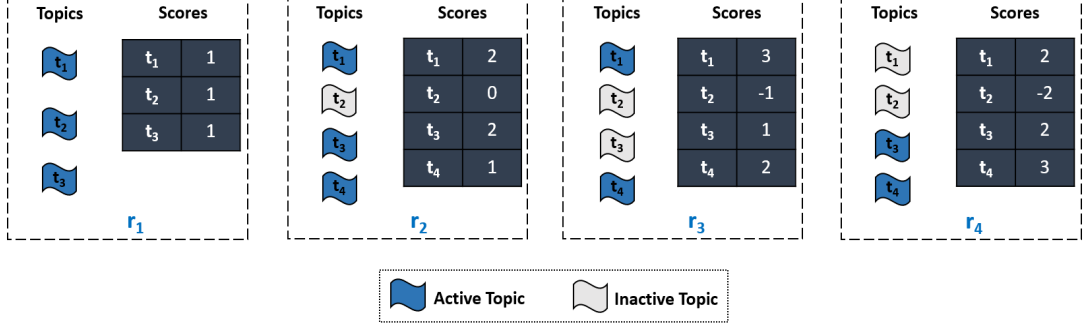 Topics Scores
t1
t2
t3
t1 1
t2 1
t3 1
r1
Topics Scores
t1
t2
t3
t4
t1 2
t2 0
t3 2
t4 1
r2
Topics Scores
t1
t2
t3
t4
t1 3
t2 -1
t3 1
t4 2
r3
Topics Scores
t1
t2
t3
t4
t1 2
t2 -2
t3 2
t4 3
r4
Active Topic Inactive Topic